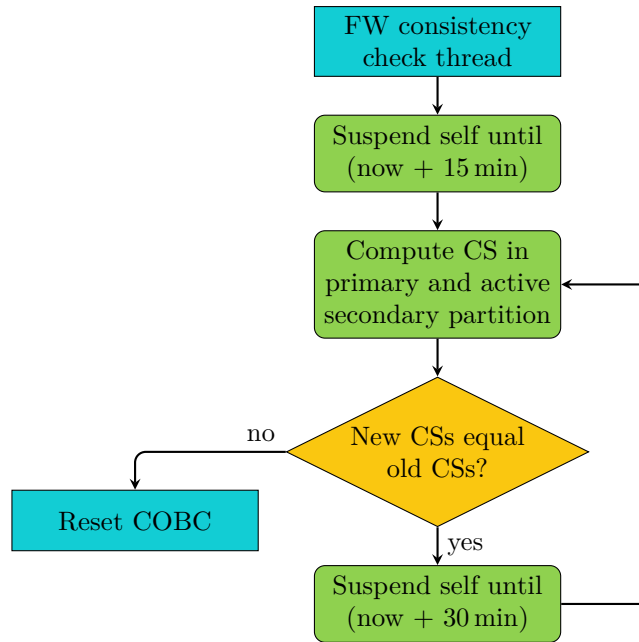 FW consistency
check thread
Suspend self until
(now + 15 min)
Compute CS in
primary and active
secondary partition
New CSs equal
old CSs?
no
Reset COBC
yes
Suspend self until
(now + 30 min)